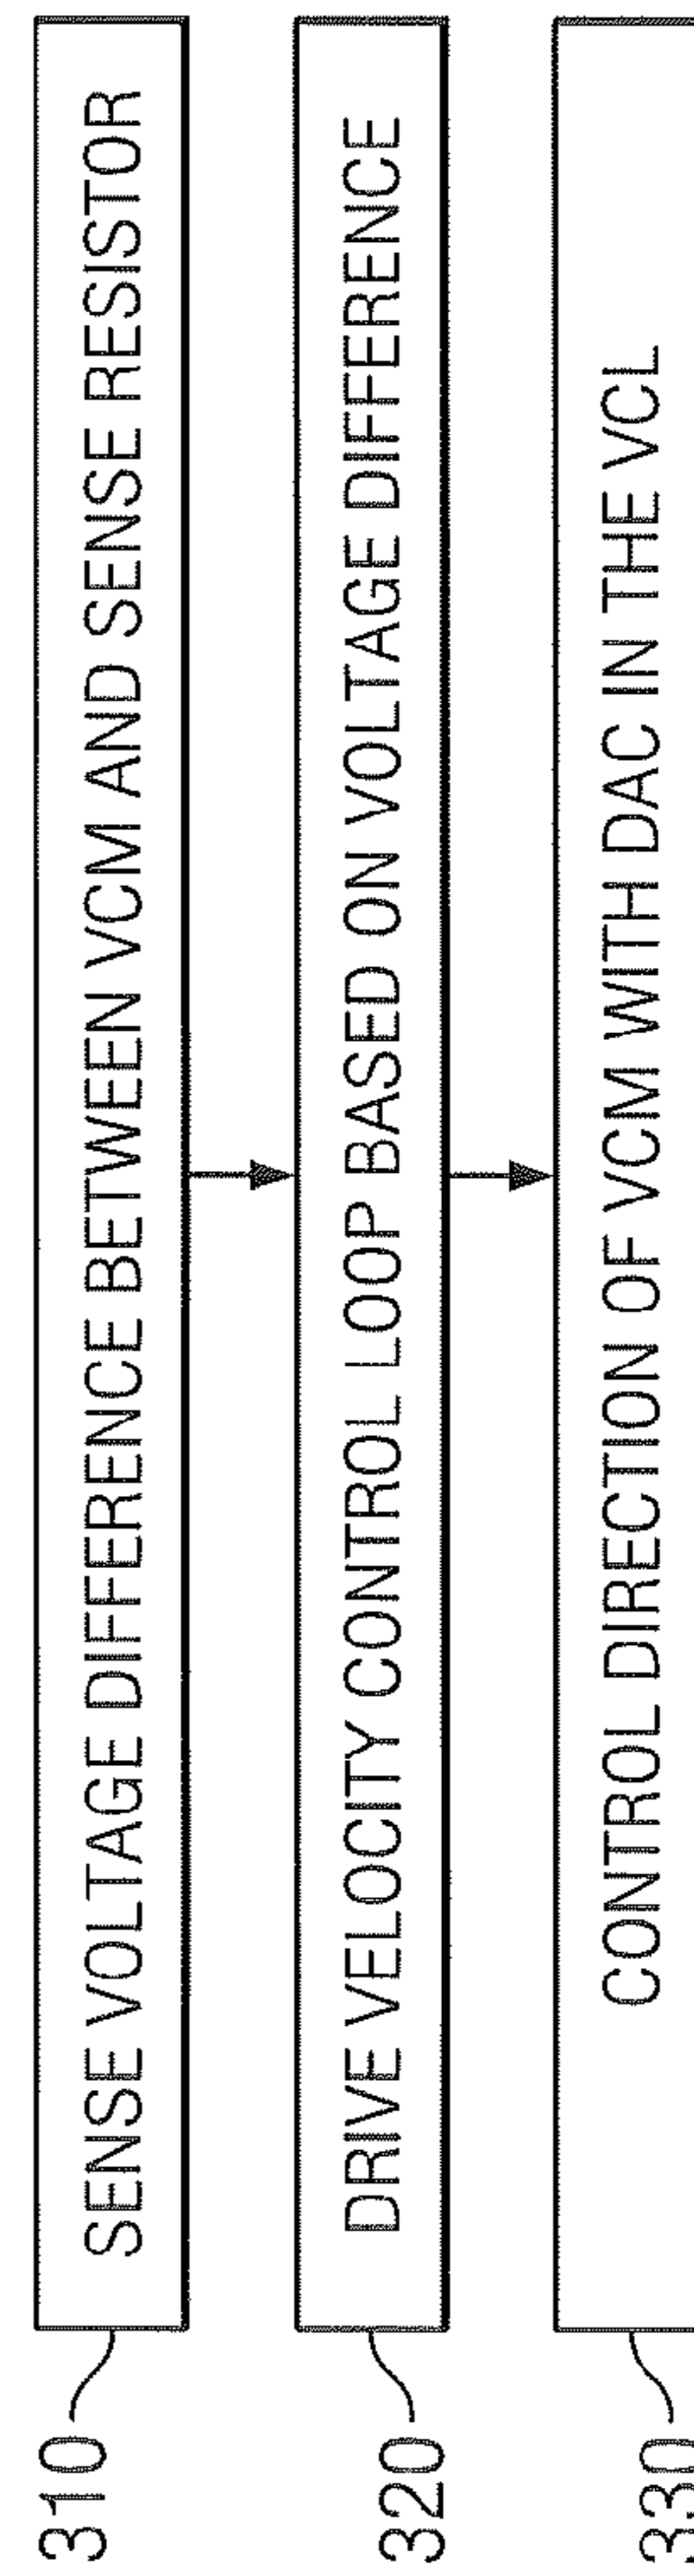 310
SENSE VOLTAGE DIFFERENCE BETWEEN VCM AND SENSE RESISTOR
320
DRIVE VELOCITY CONTROL LOOP BASED ON VOLTAGE DIFFERENCE
330
CONTROL DIRECTION OF VCM WITH DAC IN THE VCL